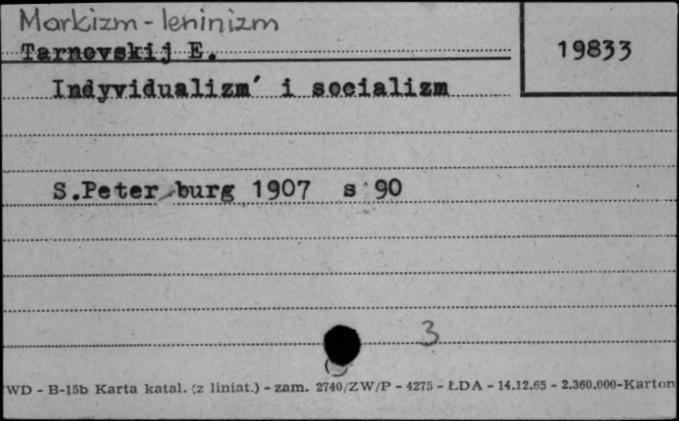 Markizm-leninizm
Tarnovskij E.
19833
Indyvidualizm´ i socializm
S.Peter burg 1907 s 90
3
WD - B-15b Karta katal. (z liniat.) - zam. 2740/ZW/P - 4275 - ŁDA - 14.12.65 - 2.360.000-Karton